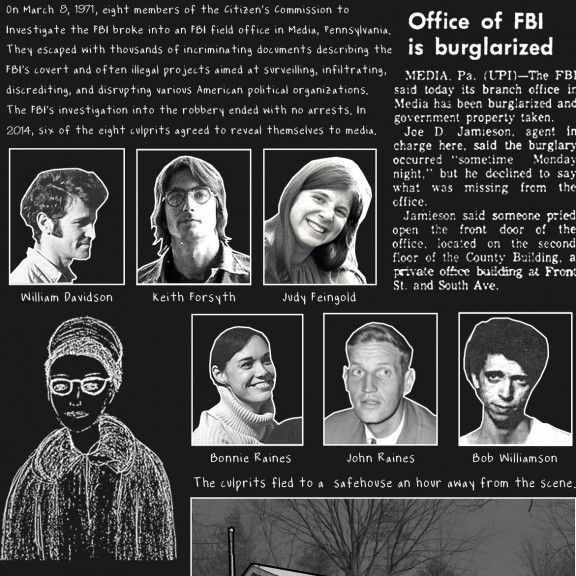 On March 8, 1971, eight members of the Citizen's Commission to
Investigate the FBI broke into an FBI field office in Media, Pennsylvania.
They escaped with thousands of incriminating documents describing the
FBI's covert and often illegal projects aimed at surveilling, infiltrating,
discrediting, and disrupting various American political organizations.
The FBI's investigation into the robbery ended with no arrests. In
2014, six of the eight culprits agreed to reveal themselves to media.
Office of FBI
is burglarized
MEDIA, Pa. (UPI)—The FBI
said today its branch office in
Media has been burglarized and
government property taken.
Joe D. Jamieson, agent in
charge here, said the burglary
occurred "sometime Monday
night," but he declined to say
what was missing from the
office.
Jamieson said someone pried
open the front door of the
office, located on the second
floor of the County Building, a
private office building at Front
St. and South Ave.
William Davidson
Keith Forsyth
Judy Feingold
Bonnie Raines
John Raines
Bob Williamson
The culprits fled to a safehouse an hour away from the scene.